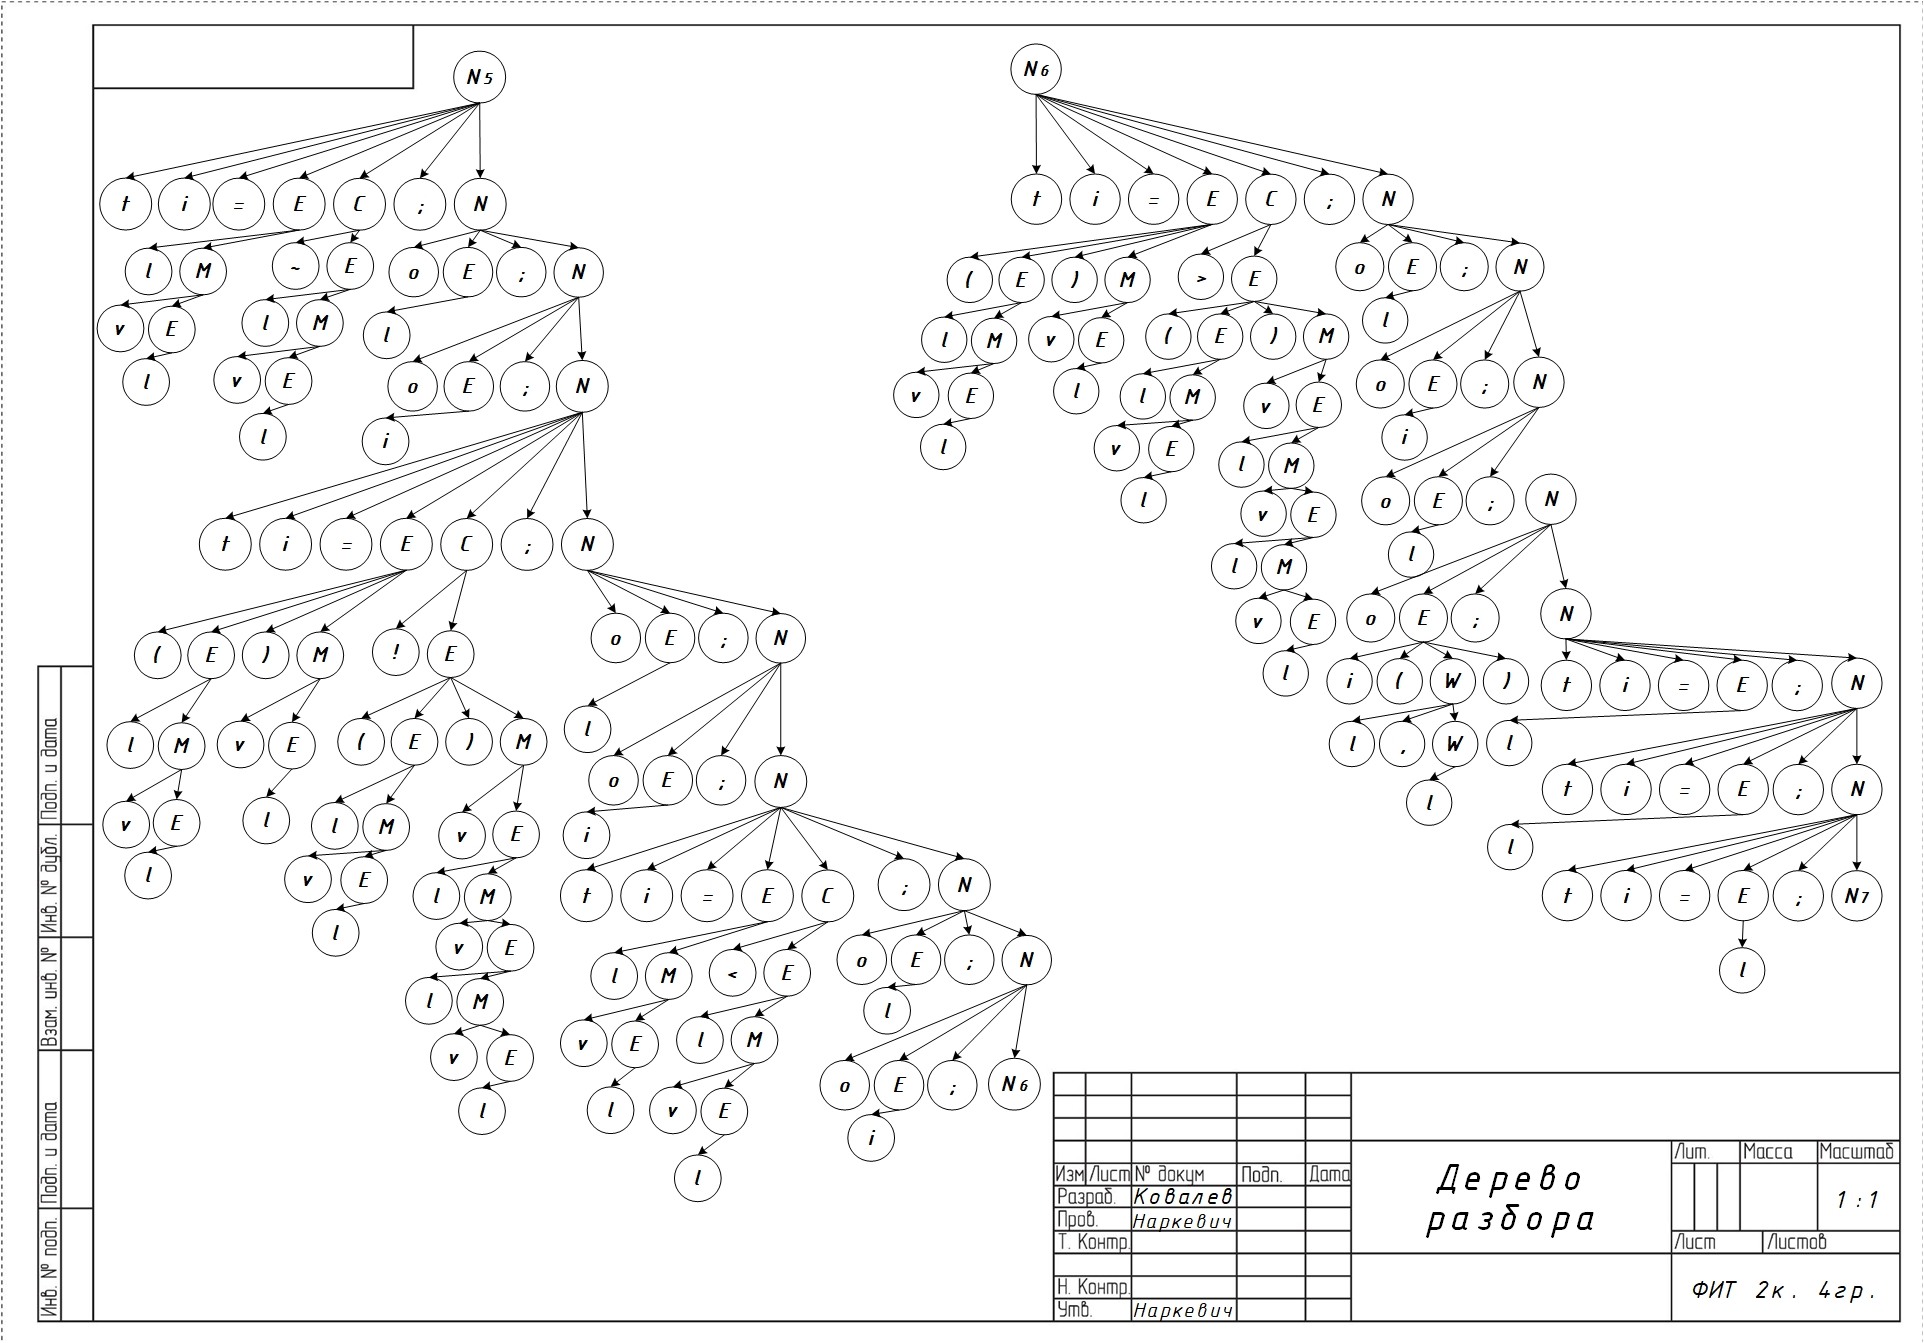 N5
t i = E C ; N
l M ~ E o E ; N
v E l M l
l v E o E ; N
l i
t i = E C ; N
( E ) M ! E o E ; N
l M v E ( E ) M l
v E l l M v E o E ; N
l v E l M i
l v E t i = E C ; N
l M l M < E o E ; N
v E v E l M l
l l v E o E ; N6
l i
N6
t i = E C ; N
( E ) M > E o E ; N
l M v E ( E ) M l
v E l l M v E o E ; N
l v E l M i
l v E o E ; N
l M l
v E o E ; N
l i ( W ) t i = E ; N
l , W l
l t i = E ; N
l
t i = E ; N7
l
Подп. и дата
Инв. № дубл.
Взам. инв. №
Подп. и дата
Инв. № подп.
Изм Лист № докум Подп. Дата
Разраб. Ковалев
Пров. Наркевич
Т. Контр.
Н. Контр.
Утв. Наркевич
Дерево
разбора
Лит. Масса Масштаб
1:1
Лист Листов
ФИТ 2к. 4гр.